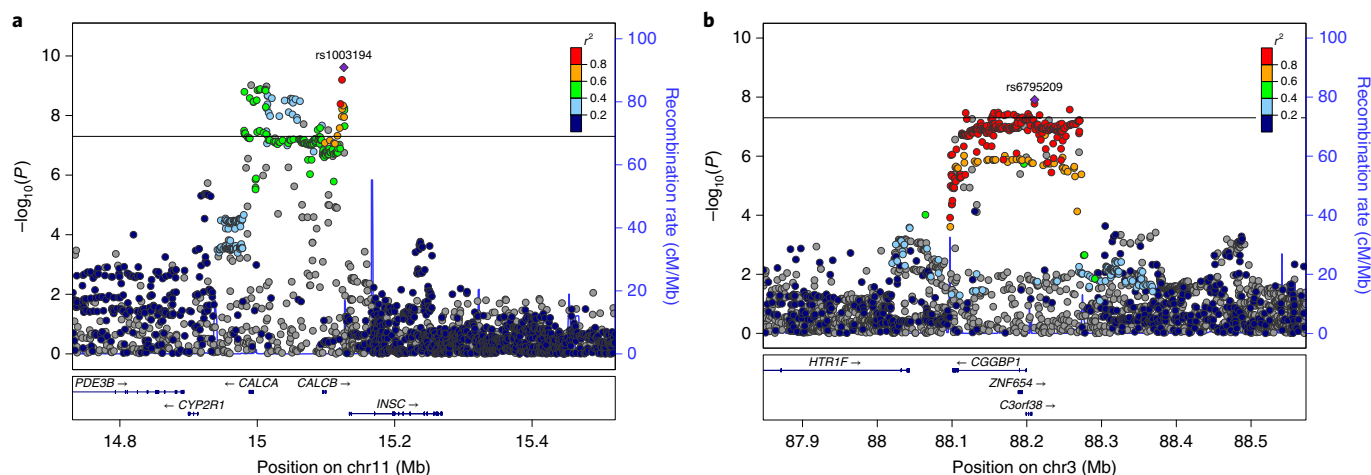 a
rs1003194
r²
0.8
0.6
0.4
0.2
10
8
6
4
2
0
–log₁₀(P)
100
80
60
40
20
0
Recombination rate (cM/Mb)
PDE3B →
← CALCA
CALCB →
← CYP2R1
INSC →
14.8
15
15.2
15.4
Position on chr11 (Mb)
b
rs6795209
r²
0.8
0.6
0.4
0.2
10
8
6
4
2
0
–log₁₀(P)
100
80
60
40
20
0
Recombination rate (cM/Mb)
HTR1F →
← CGGBP1
ZNF654 →
C3orf38 →
87.9
88
88.1
88.2
88.3
88.4
88.5
Position on chr3 (Mb)